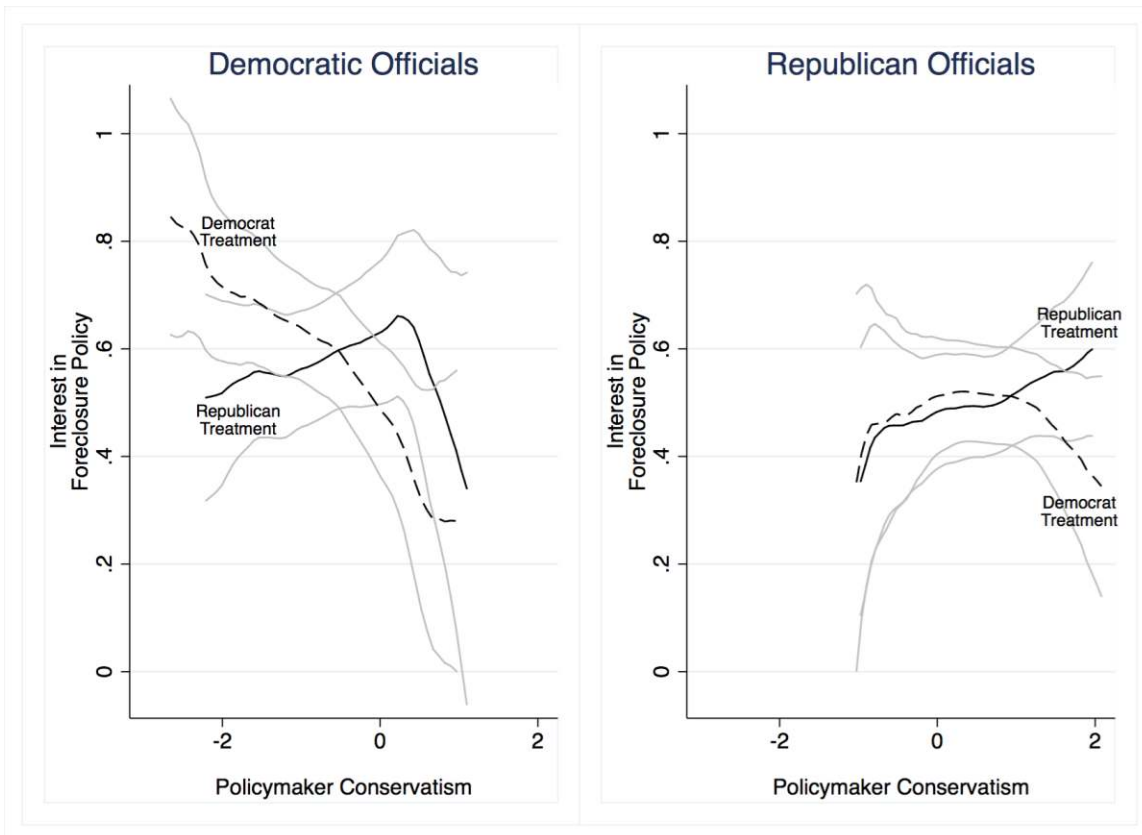 Democratic Officials
Interest in
Foreclosure Policy
1
.8
.6
.4
.2
0
Democrat
Treatment
Republican
Treatment
-2
0
2
Policymaker Conservatism
Republican Officials
Interest in
Foreclosure Policy
1
.8
.6
.4
.2
0
Republican
Treatment
Democrat
Treatment
-2
0
2
Policymaker Conservatism